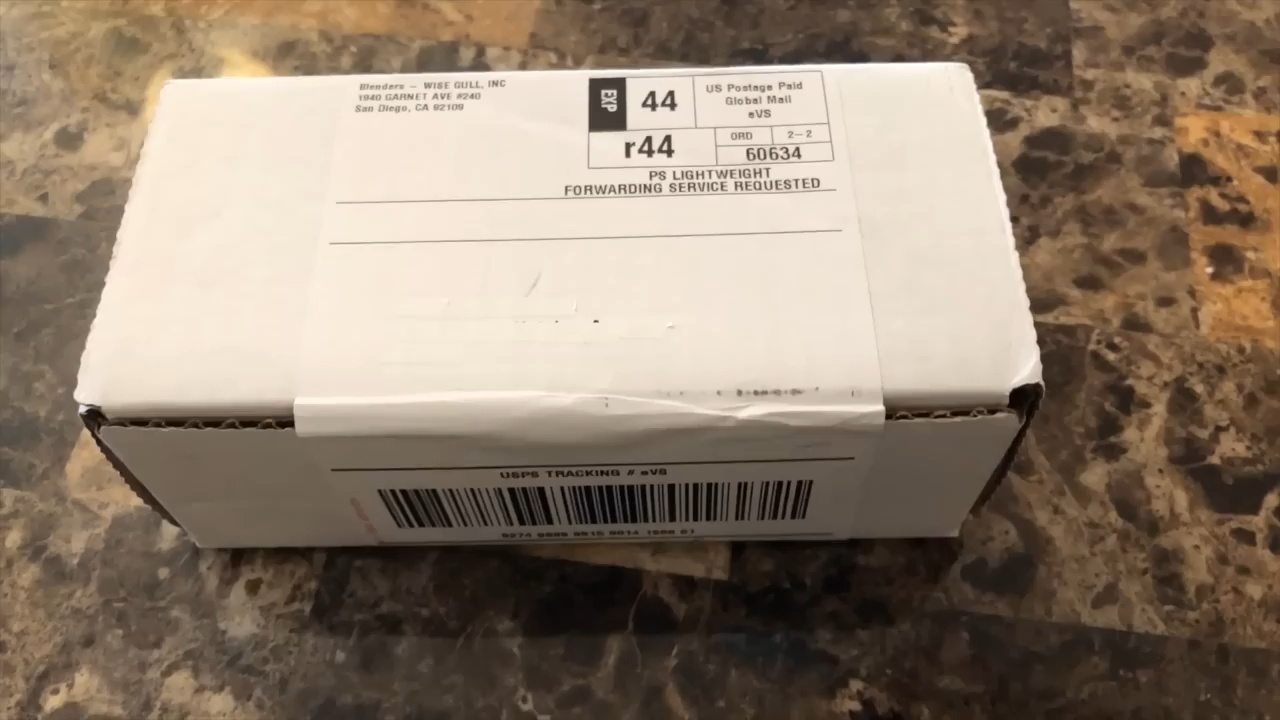 Blenders - WISE GULL, INC
1940 GARNET AVE #240
San Diego, CA 92109
EXP
44
US Postage Paid
Global Mail
eVS
r44
ORD
2-2
60634
PS LIGHTWEIGHT
FORWARDING SERVICE REQUESTED
USPS TRACKING # eVS